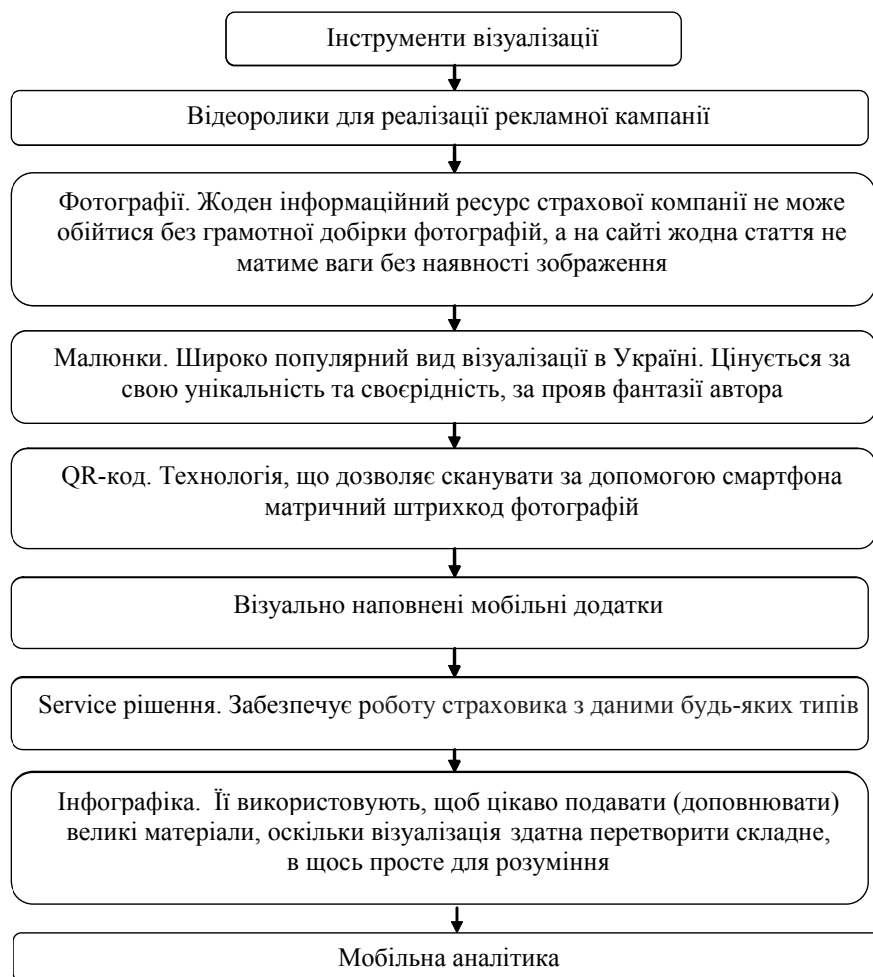 Інструменти візуалізації
Відеоролики для реалізації рекламної кампанії
Фотографії. Жоден інформаційний ресурс страхової компанії не може
обійтися без грамотної добірки фотографій, а на сайті жодна стаття не
матиме ваги без наявності зображення
Малюнки. Широко популярний вид візуалізації в Україні. Цінується за
свою унікальність та своєрідність, за прояв фантазії автора
QR-код. Технологія, що дозволяє сканувати за допомогою смартфона
матричний штрихкод фотографій
Візуально наповнені мобільні додатки
Service рішення. Забезпечує роботу страховика з даними будь-яких типів
Інфографіка. Її використовують, щоб цікаво подавати (доповнювати)
великі матеріали, оскільки візуалізація здатна перетворити складне,
в щось просте для розуміння
Мобільна аналітика